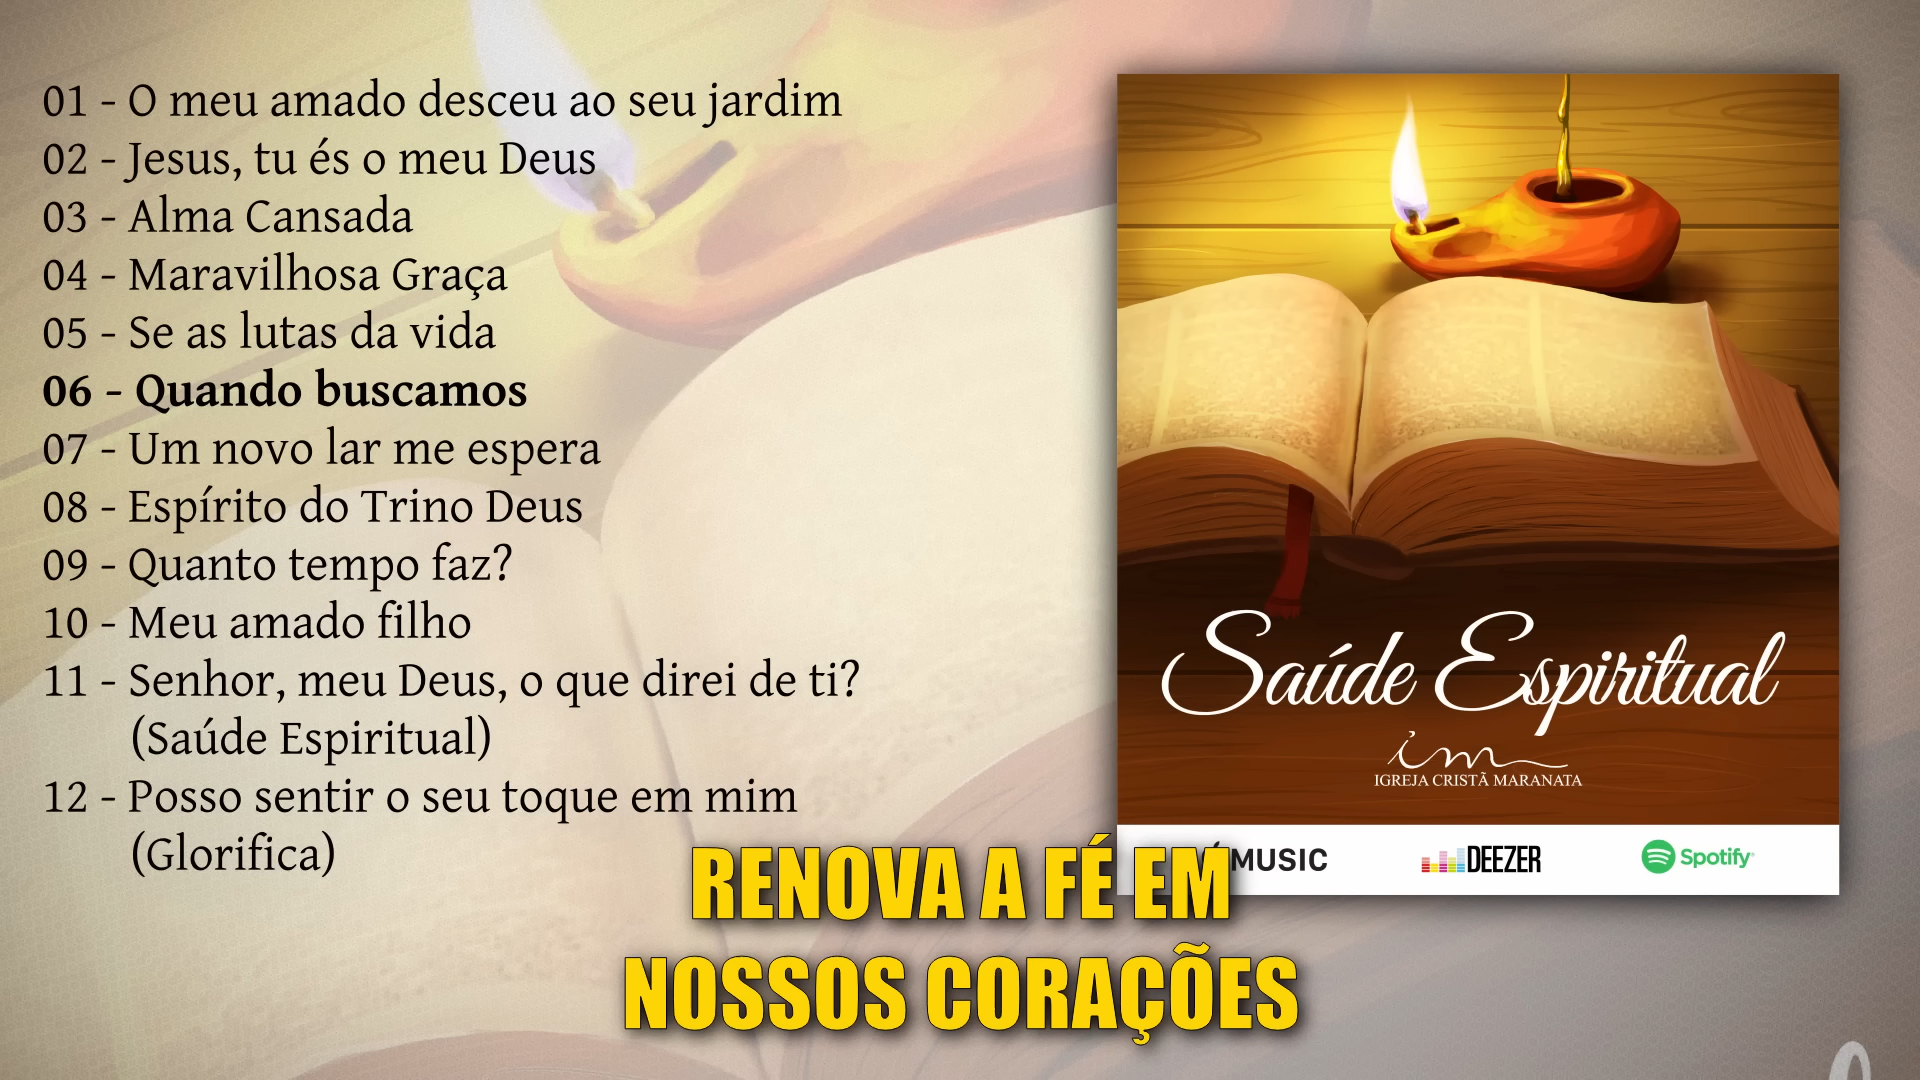 01 - O meu amado desceu ao seu jardim
02 - Jesus, tu és o meu Deus
03 - Alma Cansada
04 - Maravilhosa Graça
05 - Se as lutas da vida
06 - Quando buscamos
07 - Um novo lar me espera
08 - Espírito do Trino Deus
09 - Quanto tempo faz?
10 - Meu amado filho
11 - Senhor, meu Deus, o que direi de ti?
(Saúde Espiritual)
12 - Posso sentir o seu toque em mim
(Glorifica)
Saúde Espiritual
im
IGREJA CRISTÃ MARANATA
MUSIC
DEEZER
Spotify
RENOVA A FÉ EM
NOSSOS CORAÇÕES